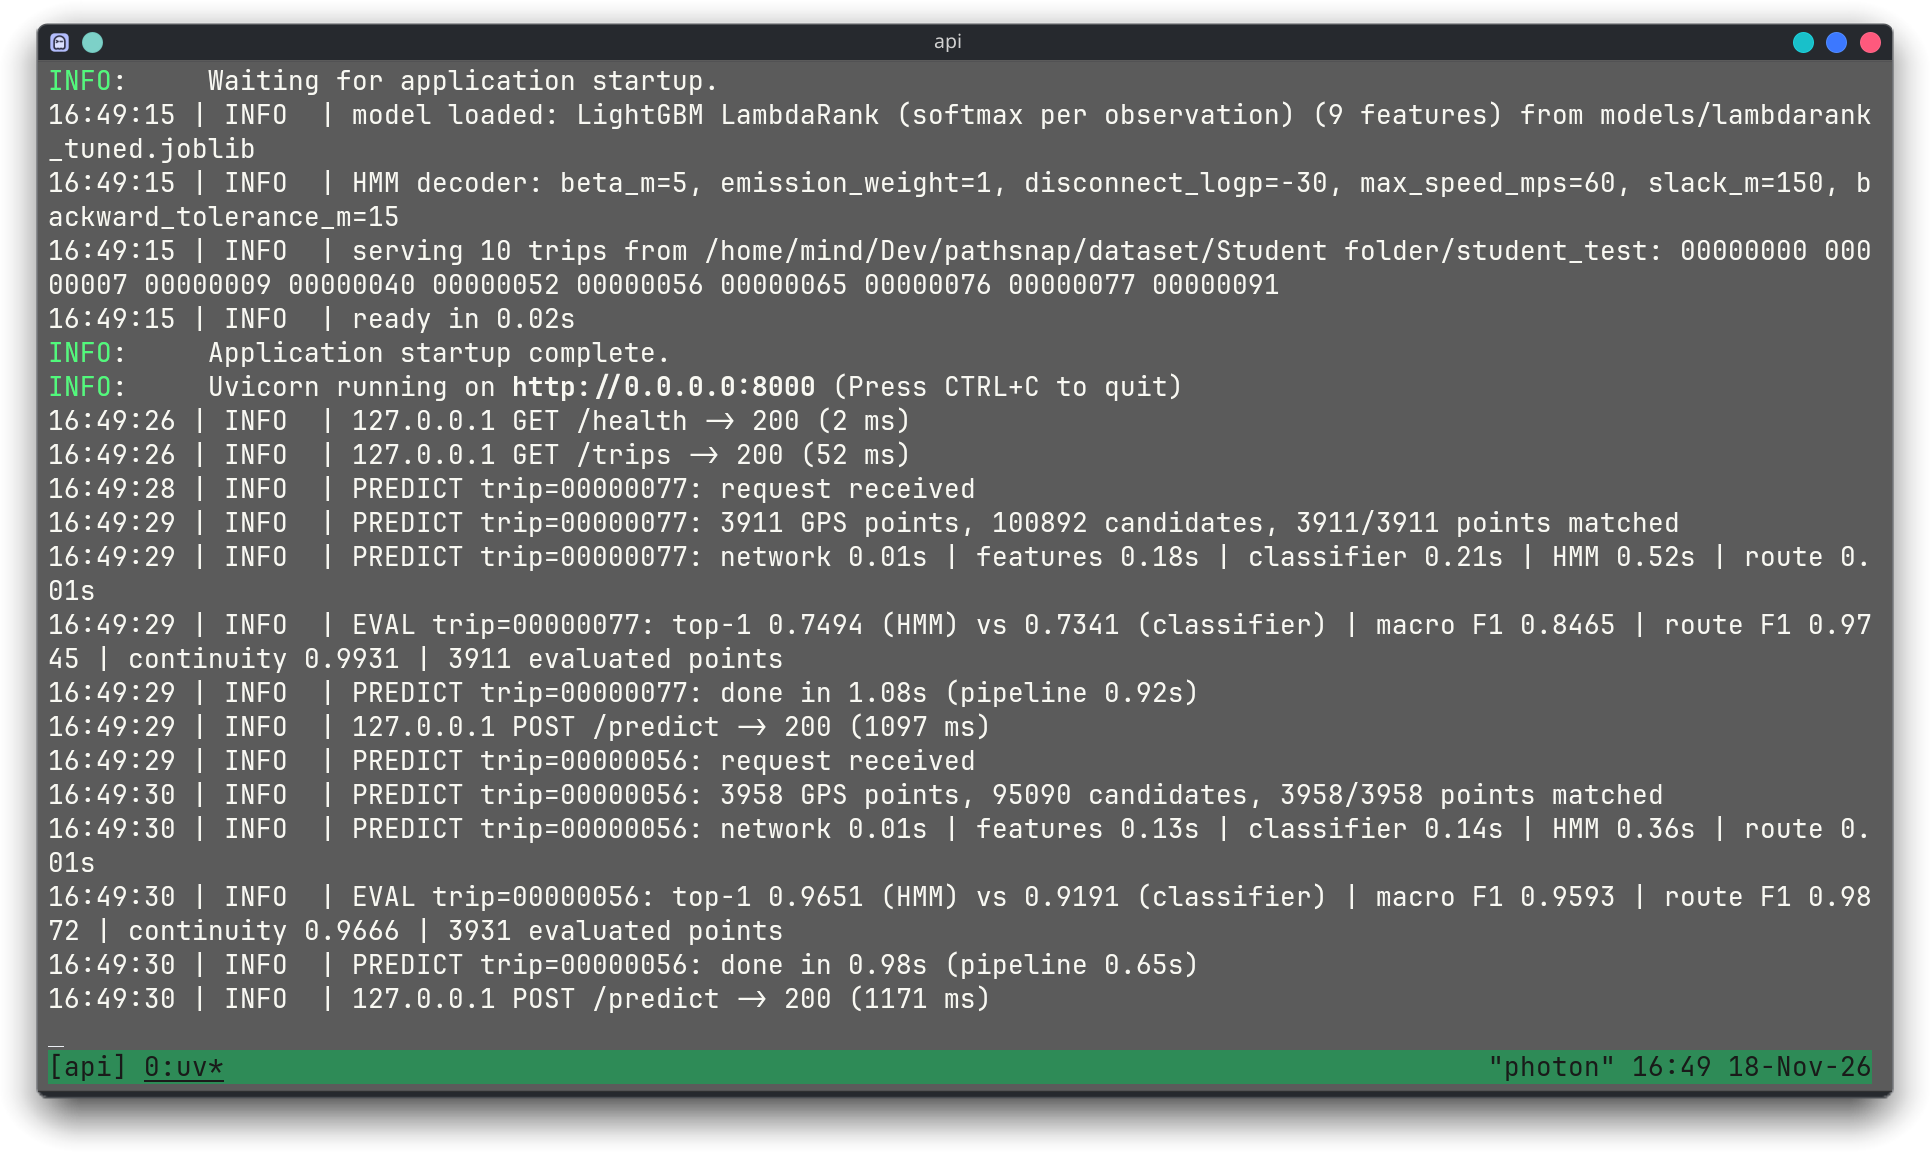 api
INFO:     Waiting for application startup.
16:49:15 | INFO  | model loaded: LightGBM LambdaRank (softmax per observation) (9 features) from models/lambdarank
_tuned.joblib
16:49:15 | INFO  | HMM decoder: beta_m=5, emission_weight=1, disconnect_logp=-30, max_speed_mps=60, slack_m=150, b
ackward_tolerance_m=15
16:49:15 | INFO  | serving 10 trips from /home/mind/Dev/pathsnap/dataset/Student folder/student_test: 00000000 000
00007 00000009 00000040 00000052 00000056 00000065 00000076 00000077 00000091
16:49:15 | INFO  | ready in 0.02s
INFO:     Application startup complete.
INFO:     Uvicorn running on http://0.0.0.0:8000 (Press CTRL+C to quit)
16:49:26 | INFO  | 127.0.0.1 GET /health -> 200 (2 ms)
16:49:26 | INFO  | 127.0.0.1 GET /trips -> 200 (52 ms)
16:49:28 | INFO  | PREDICT trip=00000077: request received
16:49:29 | INFO  | PREDICT trip=00000077: 3911 GPS points, 100892 candidates, 3911/3911 points matched
16:49:29 | INFO  | PREDICT trip=00000077: network 0.01s | features 0.18s | classifier 0.21s | HMM 0.52s | route 0.
01s
16:49:29 | INFO  | EVAL trip=00000077: top-1 0.7494 (HMM) vs 0.7341 (classifier) | macro F1 0.8465 | route F1 0.97
45 | continuity 0.9931 | 3911 evaluated points
16:49:29 | INFO  | PREDICT trip=00000077: done in 1.08s (pipeline 0.92s)
16:49:29 | INFO  | 127.0.0.1 POST /predict -> 200 (1097 ms)
16:49:29 | INFO  | PREDICT trip=00000056: request received
16:49:30 | INFO  | PREDICT trip=00000056: 3958 GPS points, 95090 candidates, 3958/3958 points matched
16:49:30 | INFO  | PREDICT trip=00000056: network 0.01s | features 0.13s | classifier 0.14s | HMM 0.36s | route 0.
01s
16:49:30 | INFO  | EVAL trip=00000056: top-1 0.9651 (HMM) vs 0.9191 (classifier) | macro F1 0.9593 | route F1 0.98
72 | continuity 0.9666 | 3931 evaluated points
16:49:30 | INFO  | PREDICT trip=00000056: done in 0.98s (pipeline 0.65s)
16:49:30 | INFO  | 127.0.0.1 POST /predict -> 200 (1171 ms)
[api] 0:uv* "photon" 16:49 18-Nov-26